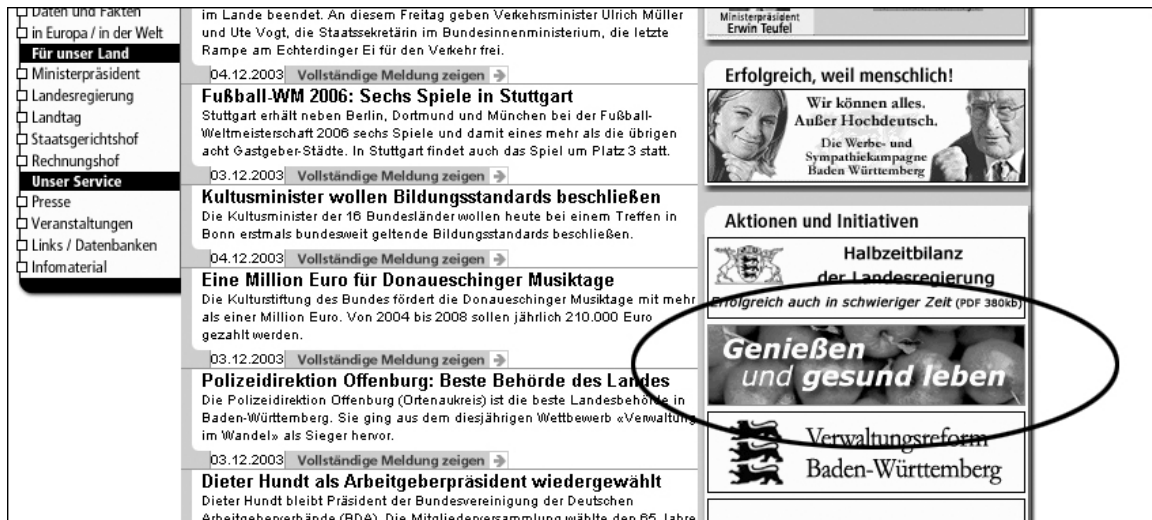 Daten und Fakten
in Europa / in der Welt
Für unser Land
Ministerpräsident
Landesregierung
Landtag
Staatsgerichtshof
Rechnungshof
Unser Service
Presse
Veranstaltungen
Links / Datenbanken
Infomaterial
im Lande beendet. An diesem Freitag geben Verkehrsminister Ulrich Müller
und Ute Vogt, die Staatssekretärin im Bundesinnenministerium, die letzte
Rampe am Echterdinger Ei für den Verkehr frei.
04.12.2003 Vollständige Meldung zeigen
Fußball-WM 2006: Sechs Spiele in Stuttgart
Stuttgart erhält neben Berlin, Dortmund und München bei der Fußball-
Weltmeisterschaft 2006 sechs Spiele und damit eines mehr als die übrigen
acht Gastgeber-Städte. In Stuttgart findet auch das Spiel um Platz 3 statt.
03.12.2003 Vollständige Meldung zeigen
Kultusminister wollen Bildungsstandards beschließen
Die Kultusminister der 16 Bundesländer wollen heute bei einem Treffen in
Bonn erstmals bundesweit geltende Bildungsstandards beschließen.
04.12.2003 Vollständige Meldung zeigen
Eine Million Euro für Donaueschinger Musiktage
Die Kulturstiftung des Bundes fördert die Donaueschinger Musiktage mit mehr
als einer Million Euro. Von 2004 bis 2008 sollen jährlich 210.000 Euro
gezahlt werden.
03.12.2003 Vollständige Meldung zeigen
Polizeidirektion Offenburg: Beste Behörde des Landes
Die Polizeidirektion Offenburg (Ortenaukreis) ist die beste Landesbehörde in
Baden-Württemberg. Sie ging aus dem diesjährigen Wettbewerb «Verwaltung
im Wandel» als Sieger hervor.
03.12.2003 Vollständige Meldung zeigen
Dieter Hundt als Arbeitgeberpräsident wiedergewählt
Dieter Hundt bleibt Präsident der Bundesvereinigung der Deutschen
Arbeitgeberverbände (BDA). Die Mitgliederversammlung wählte den 65 Jahre
Ministerpräsident
Erwin Teufel
Erfolgreich, weil menschlich!
Wir können alles.
Außer Hochdeutsch.
Die Werbe- und
Sympathiekampagne
Baden Württemberg
Aktionen und Initiativen
Halbzeitbilanz
der Landesregierung
Erfolgreich auch in schwieriger Zeit (PDF 380kb)
Genießen
und gesund leben
Verwaltungsreform
Baden-Württemberg